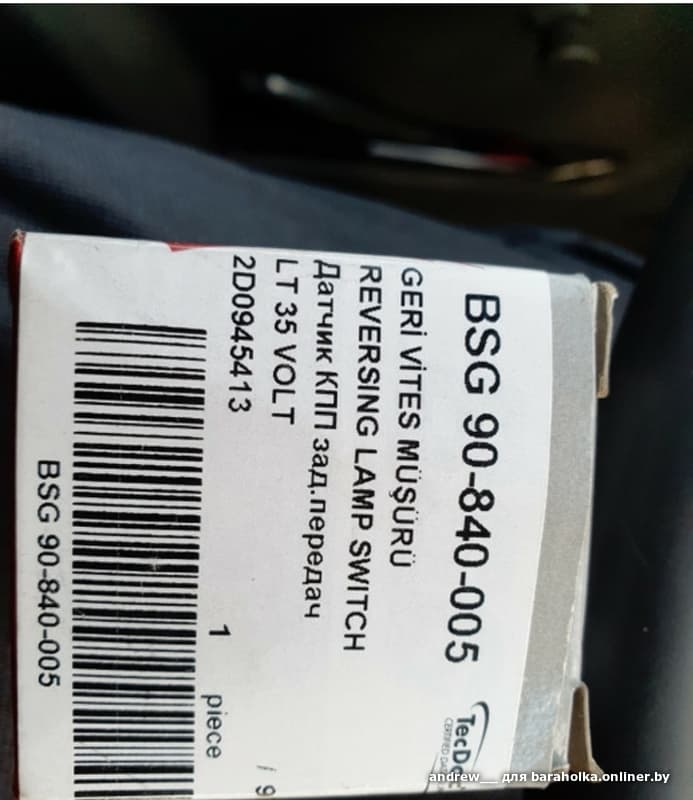 BSG 90-840-005
GERİ VİTES MÜŞÜRÜ
REVERSING LAMP SWITCH
Датчик КПП зад.передач
LT 35 VOLT
2D0945413
1 piece
BSG 90-840-005
andrew__ для baraholka.onliner.by